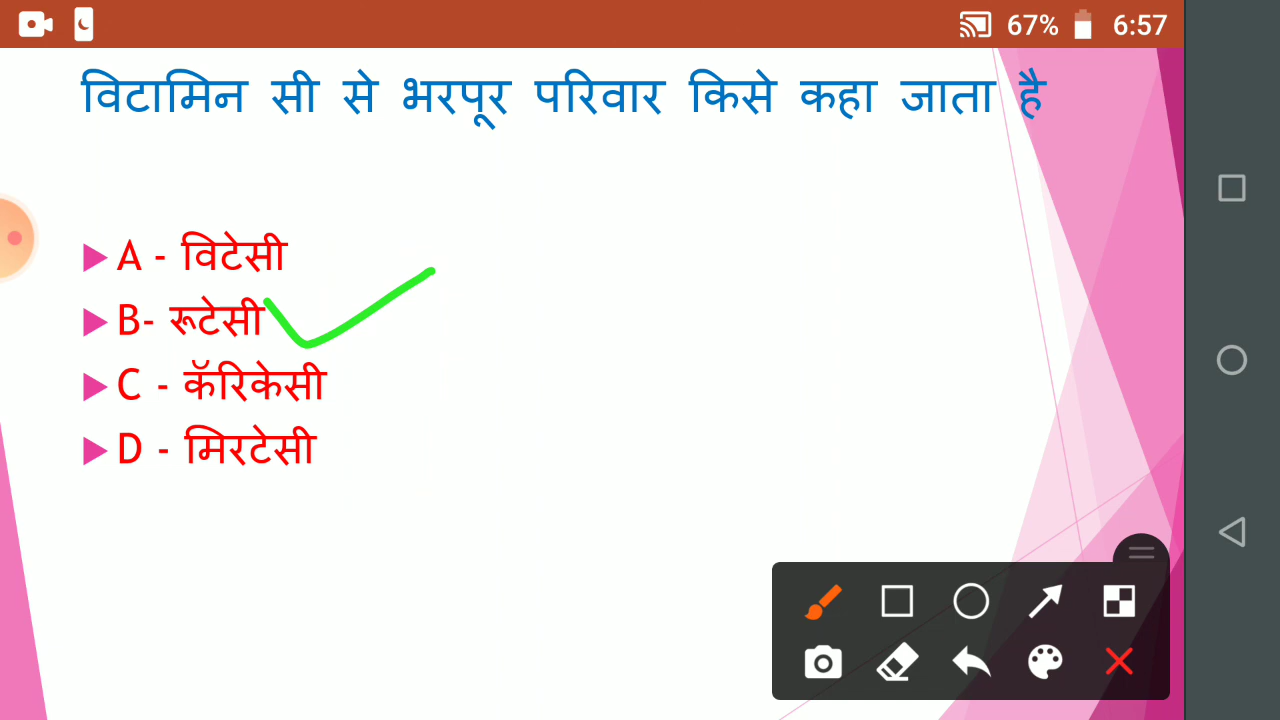 67% 6:57
विटामिन सी से भरपूर परिवार किसे कहा जाता है
A - विटेसी
B- रूटेसी
C - कॅरिकेसी
D - मिरटेसी